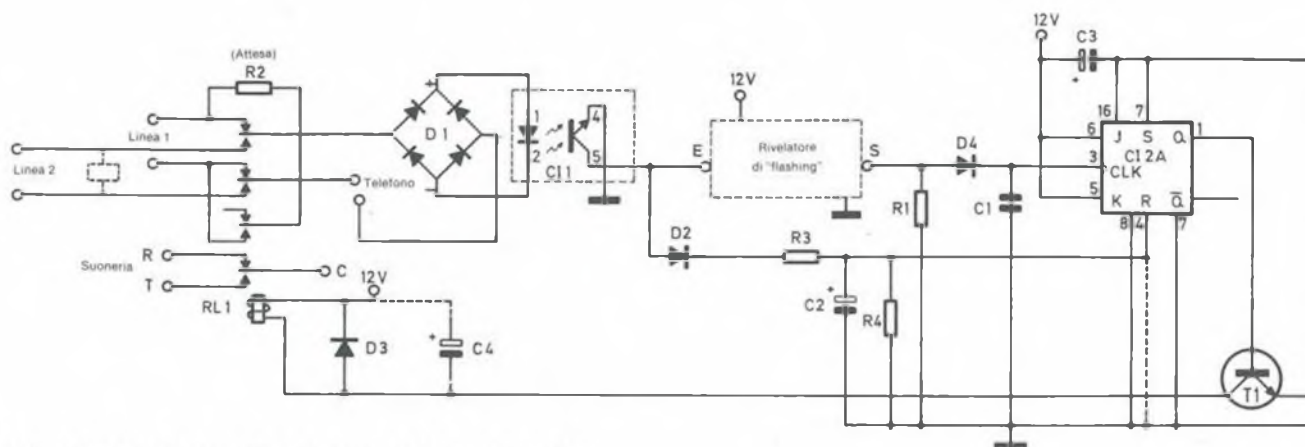 (Attesa)
R2
Linea 1
Linea 2
Telefono
Suoneria
R
T
C
RL1
12V
D3
+
C4
+
D1
1
2
4
5
CI1
12V
E
Rivelatore
di "flashing"
S
D2
R3
+
C2
R4
R1
D4
C1
12V
C3
+
16
7
6
J
S
Q
1
3
CI2A
CLK
5
K
R
Q
8
4
7
T1